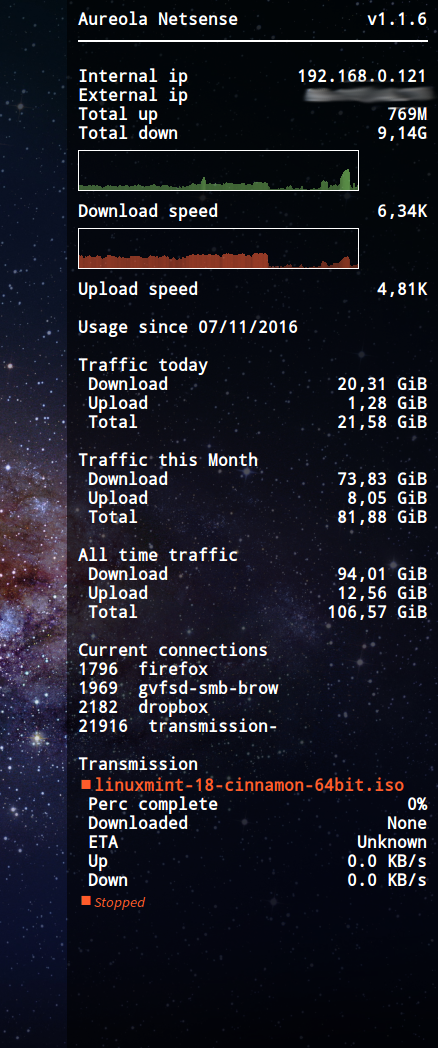 Aureola Netsense v1.1.6
Internal ip 192.168.0.121
External ip
Total up 769M
Total down 9,14G
Download speed 6,34K
Upload speed 4,81K
Usage since 07/11/2016
Traffic today
Download 20,31 GiB
Upload 1,28 GiB
Total 21,58 GiB
Traffic this Month
Download 73,83 GiB
Upload 8,05 GiB
Total 81,88 GiB
All time traffic
Download 94,01 GiB
Upload 12,56 GiB
Total 106,57 GiB
Current connections
1796 firefox
1969 gvfsd-smb-brow
2182 dropbox
21916 transmission-
Transmission
linuxmint-18-cinnamon-64bit.iso
Perc complete 0%
Downloaded None
ETA Unknown
Up 0.0 KB/s
Down 0.0 KB/s
Stopped